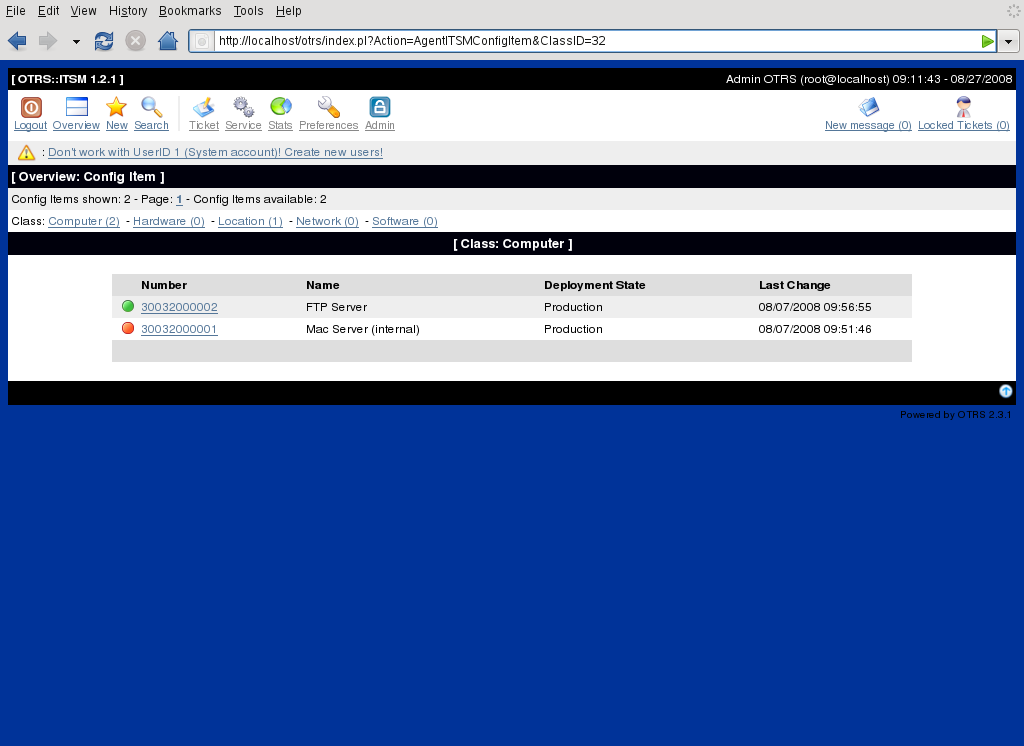 File Edit View History Bookmarks Tools Help
http://localhost/otrs/index.pl?Action=AgentITSMConfigItem&ClassID=32
[ OTRS::ITSM 1.2.1 ] Admin OTRS (root@localhost) 09:11:43 - 08/27/2008
Logout Overview New Search Ticket Service Stats Preferences Admin New message (0) Locked Tickets (0)
: Don't work with UserID 1 (System account)! Create new users!
[ Overview: Config Item ]
Config Items shown: 2 - Page: 1 - Config Items available: 2
Class: Computer (2) - Hardware (0) - Location (1) - Network (0) - Software (0)
[ Class: Computer ]
Number Name Deployment State Last Change
30032000002 FTP Server Production 08/07/2008 09:56:55
30032000001 Mac Server (internal) Production 08/07/2008 09:51:46
Powered by OTRS 2.3.1